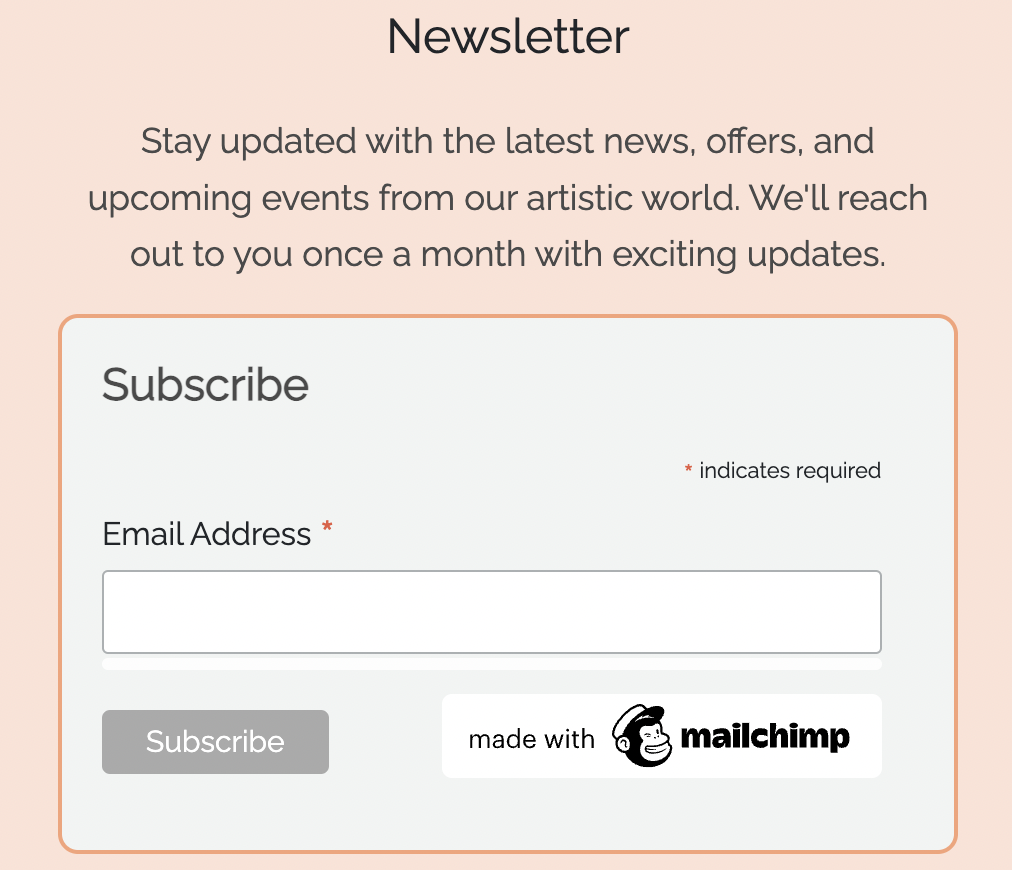 Newsletter
Stay updated with the latest news, offers, and
upcoming events from our artistic world. We'll reach
out to you once a month with exciting updates.
Subscribe
* indicates required
Email Address *
Subscribe
made with mailchimp